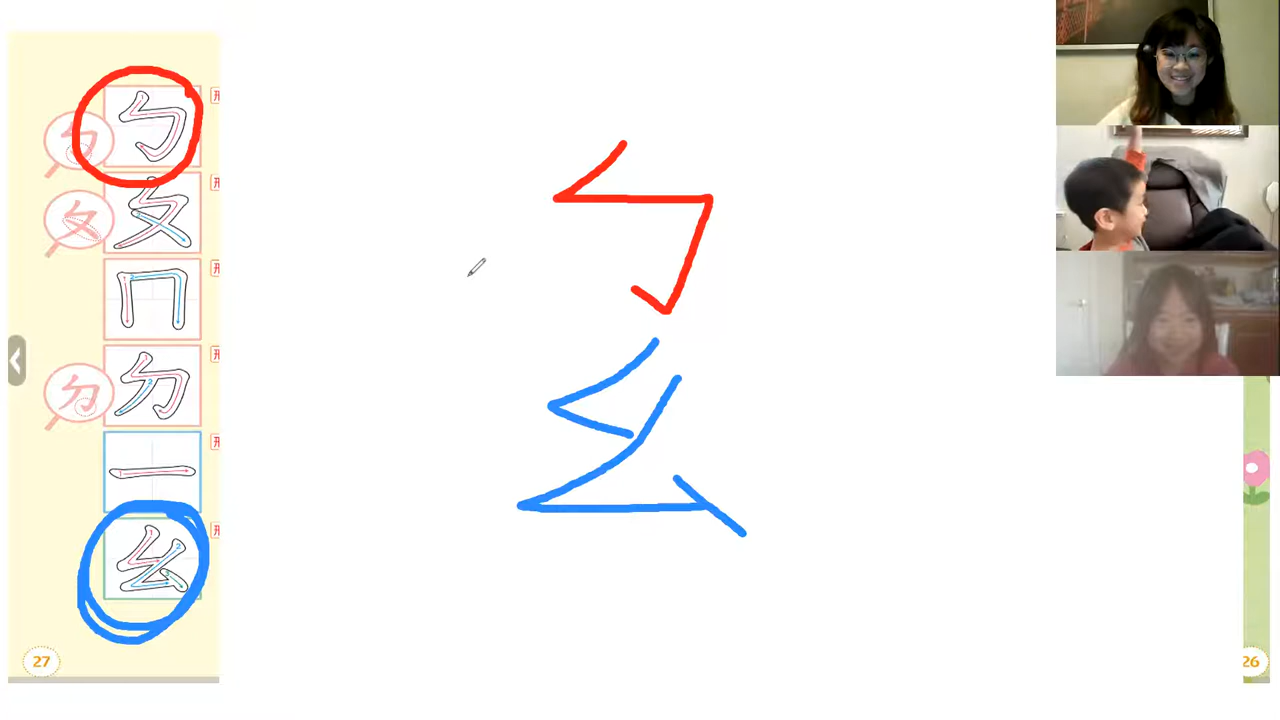 ㄅ
ㄆ
ㄇ
ㄉ
ㄧ
ㄠ
ㄅ
ㄆ
ㄉ
27
ㄅ
ㄠ
26